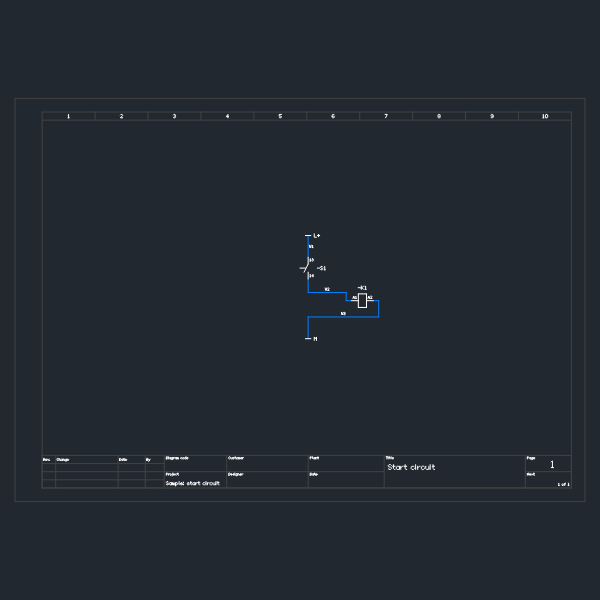 1 2 3 4 5 6 7 8 9 10
L+
W1
13
-S1
14
-K1
W2
A1 A2
W3
M
Rev. Change Date By
Diagram code Customer Plant Title Page
Start circuit 1
Project Designer Date Next
Sample: start circuit
1 of 1